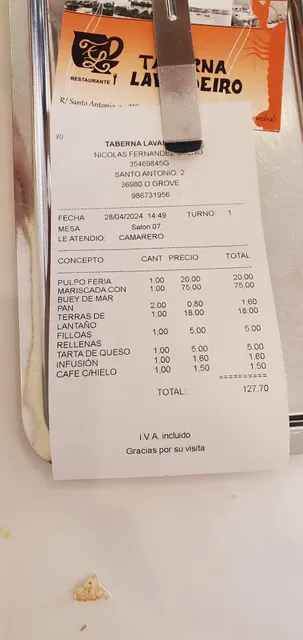 RESTAURANTE
TABERNA
R/ Santo Antonio
VO
TABERNA
NICOLAS FERNANDEZ
35469845G
SANTO ANTONIO. 2
36980 O GROVE
986731956
FECHA 28/04/2024 14:49 TURNO 1
MESA Salon 07
LE ATENDIO: CAMARERO
CONCEPTO CANT PRECIO TOTAL
PULPO FERIA 1.00 20.00 20.00
MARISCADA CON 1.00 75,00 75,00
BUEY DE MAR
PAN 2.00 0.80 1.60
TERRAS DE 1.00 18.00 18.00
LANTAÑO
FILLOAS 1,00 5,00 5.00
RELLENAS
TARTA DE QUESO 1.00 5.00 5.00
INFUSIÓN 1.00 1,60 1.60
CAFE C/HIELO 1.00 1,50 1.50
==========
TOTAL: 127.70
I.V.A. incluido
Gracias por su visita